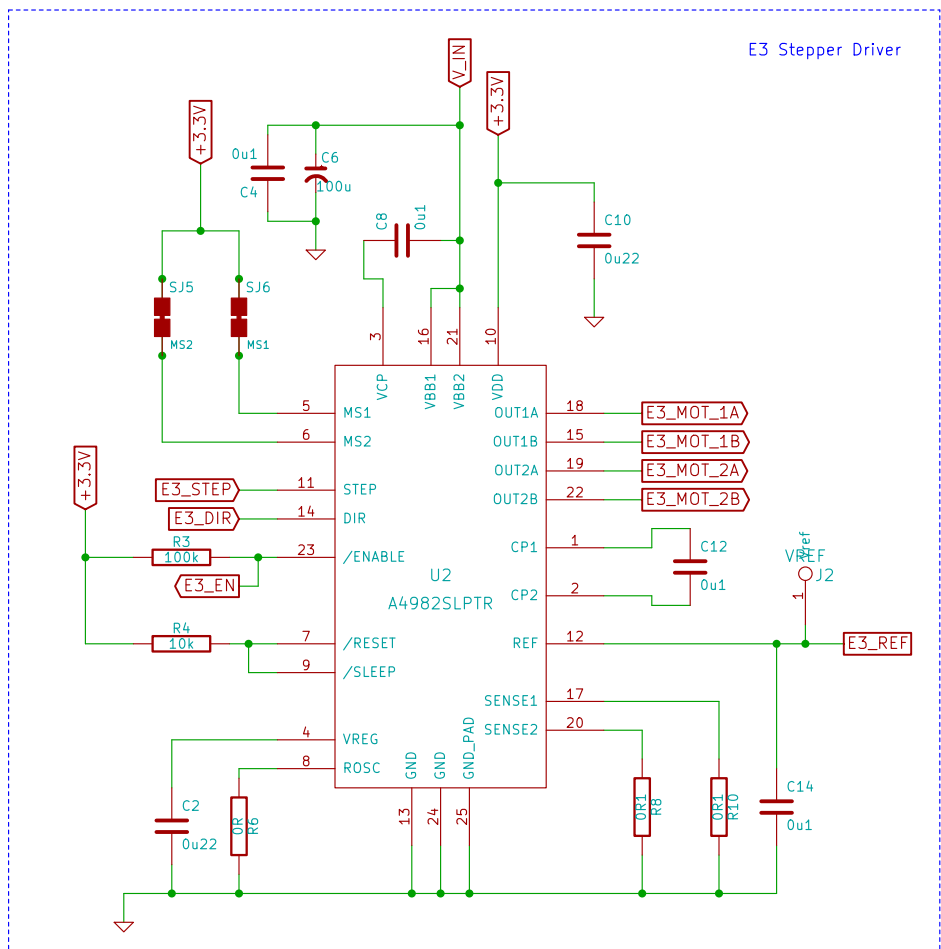 E3 Stepper Driver
V_IN
+3.3V
+3.3V
0u1
C4
C6
100u
C8
0u1
C10
0u22
SJ5
MS2
SJ6
MS1
3
16
21
10
VCP
VBB1
VBB2
VDD
5
MS1
6
MS2
OUT1A
18
E3_MOT_1A
OUT1B
15
E3_MOT_1B
OUT2A
19
E3_MOT_2A
OUT2B
22
E3_MOT_2B
+3.3V
E3_STEP
11
STEP
E3_DIR
14
DIR
R3
100k
23
/ENABLE
E3_EN
CP1
1
C12
0u1
CP2
2
U2
A4982SLPTR
Vref
VREF
J2
1
R4
10k
7
/RESET
9
/SLEEP
REF
12
E3_REF
SENSE1
17
SENSE2
20
4
VREG
8
ROSC
GND
GND
GND_PAD
13
24
25
C2
0u22
0R
R6
0R1
R8
0R1
R10
C14
0u1